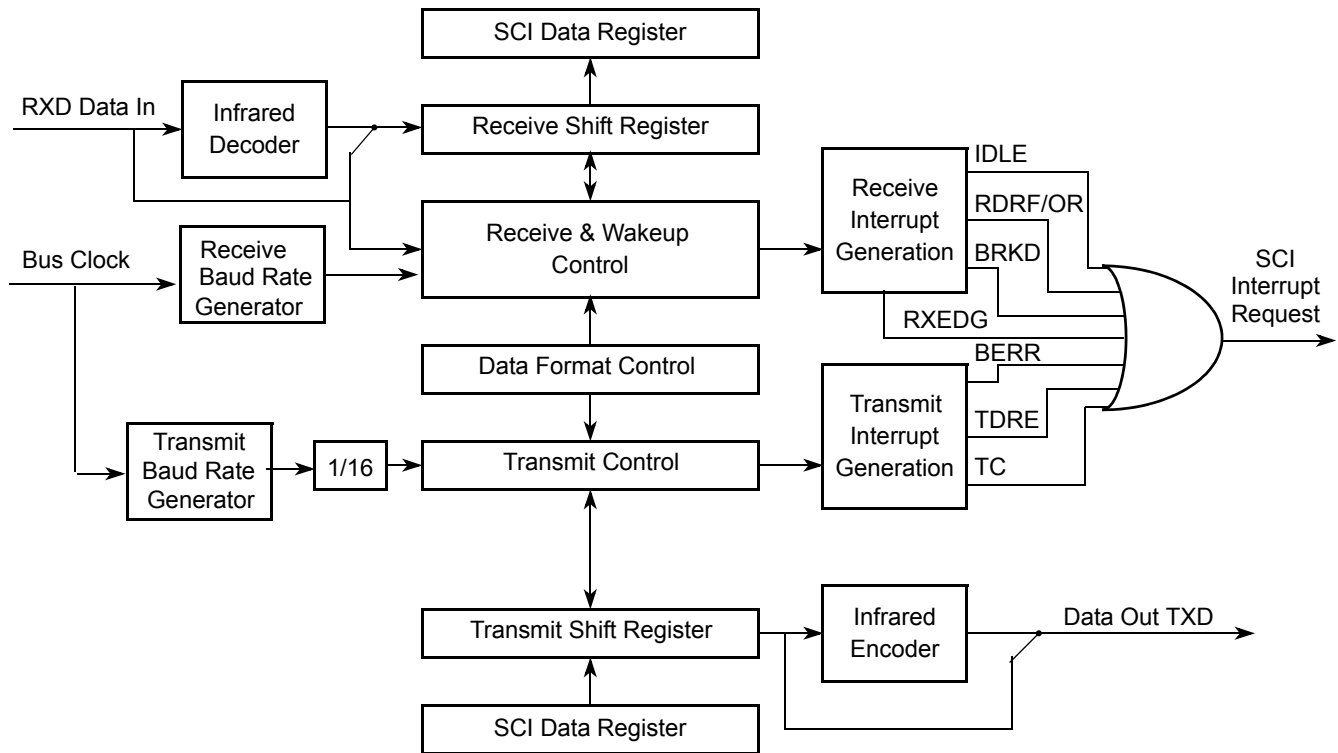 SCI Data Register
RXD Data In
Infrared
Decoder
Receive Shift Register
IDLE
Receive
Interrupt
Generation
RDRF/OR
BRKD
Receive & Wakeup
Control
Bus Clock
Receive
Baud Rate
Generator
SCI
Interrupt
Request
RXEDG
BERR
Data Format Control
Transmit
Interrupt
Generation
TDRE
TC
Transmit
Baud Rate
Generator
1/16
Transmit Control
Transmit Shift Register
Infrared
Encoder
Data Out TXD
SCI Data Register